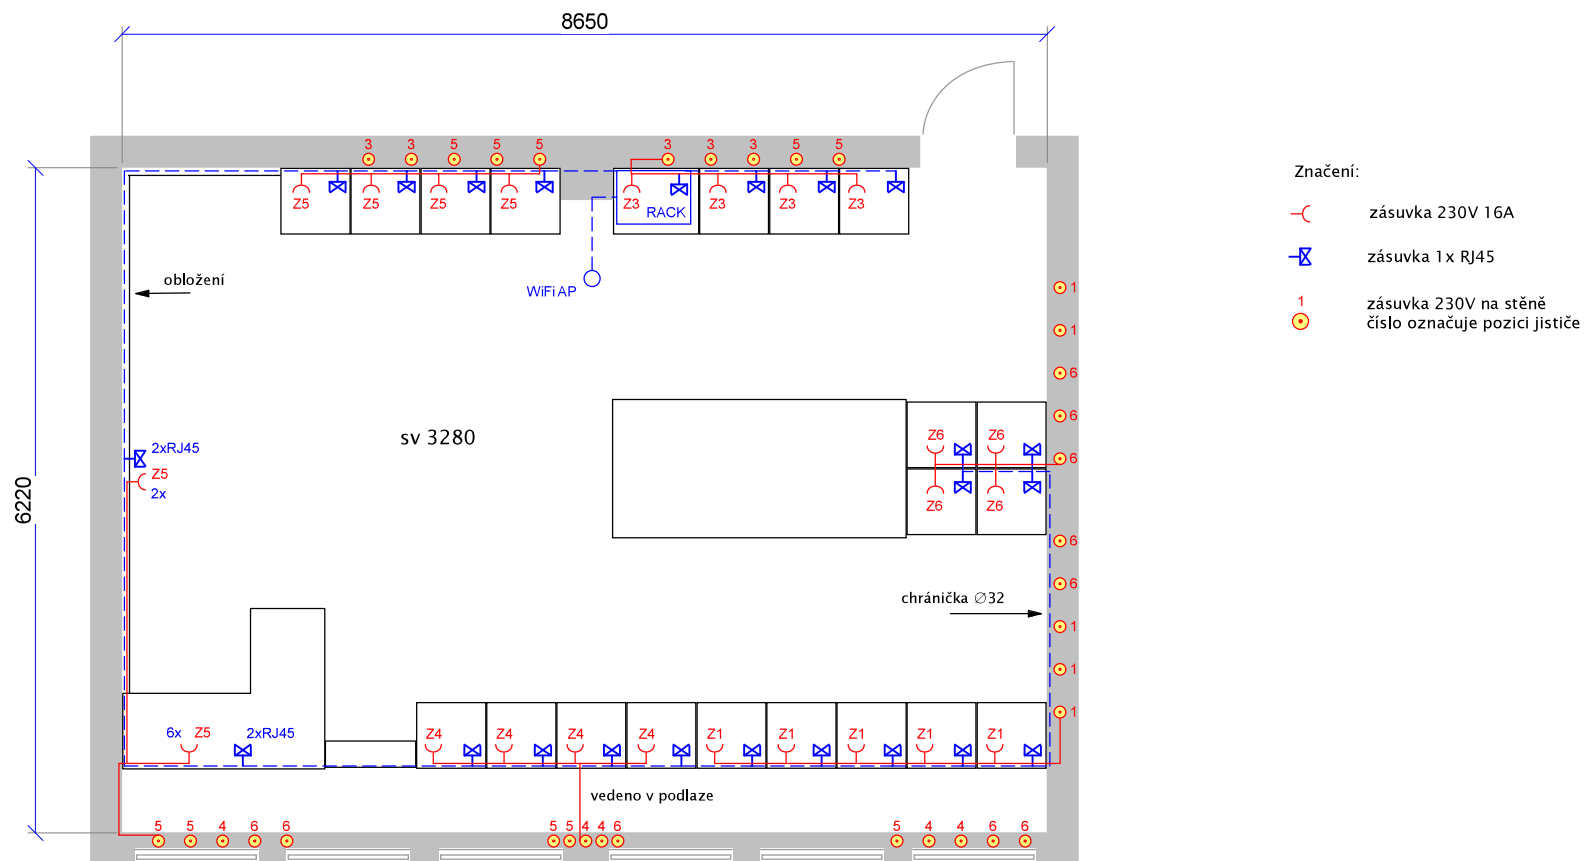 8650
3 3 5 5 5 3 3 3 5 5
Z5 Z5 Z5 Z5 Z3 Z3 Z3 Z3
RACK
Značení:
zásuvka 230V 16A
zásuvka 1x RJ45
1 zásuvka 230V na stěně
číslo označuje pozici jističe
obložení
WiFi AP
1
1
6
6
6
sv 3280
Z6 Z6
Z6 Z6
2xRJ45
Z5
2x
6220
6
6
1
1
1
chránička ∅32
6x Z5 2xRJ45
Z4 Z4 Z4 Z4 Z1 Z1 Z1 Z1 Z1
vedeno v podlaze
5 5 4 6 6 5 5 4 4 6 5 4 4 6 6